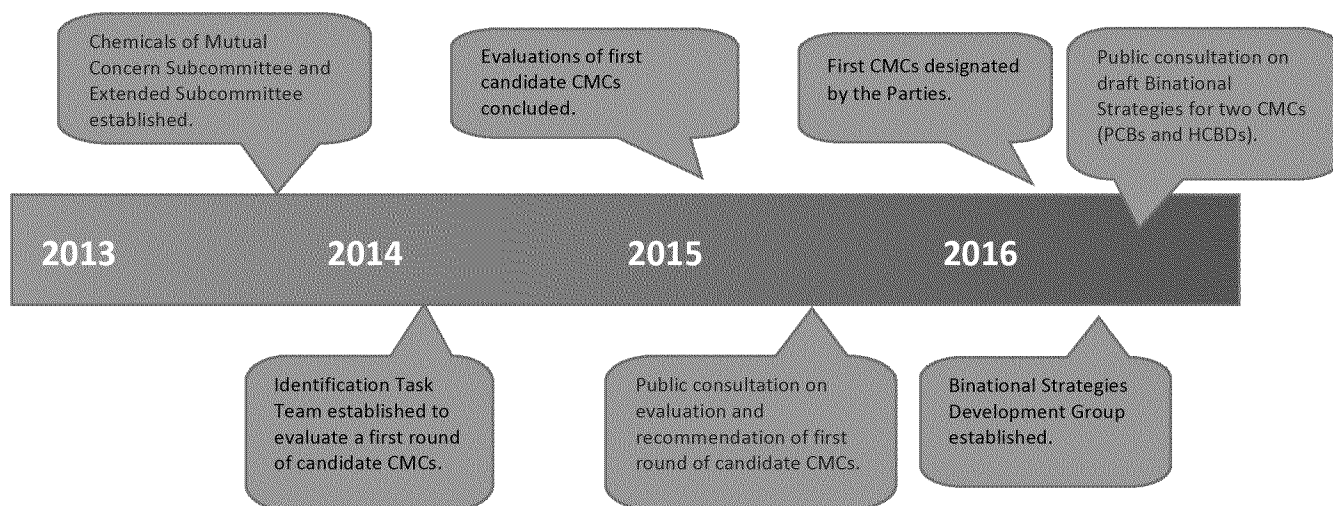 Chemicals of Mutual
Concern Subcommittee and
Extended Subcommittee
established.
Evaluations of first
candidate CMCs
concluded.
First CMCs designated
by the Parties.
Public consultation on
draft Binational
Strategies for two CMCs
(PCBs and HCBDs).
2013
2014
2015
2016
Identification Task
Team established to
evaluate a first round
of candidate CMCs.
Public consultation on
evaluation and
recommendation of first
round of candidate CMCs.
Binational Strategies
Development Group
established.